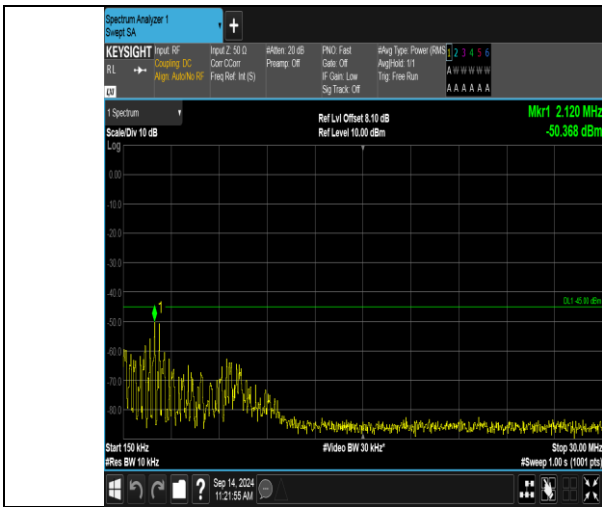 Spectrum Analyzer 1
Swept SA
+
KEYSIGHT Input: RF Input Z: 50 Ω #Atten: 20 dB PNO: Fast #Avg Type: Power (RMS 1 2 3 4 5 6
RL Coupling: DC Corr CCorr Preamp: Off Gate: Off Avg|Hold: 1/1 A W W W W W
Align: Auto/No RF Freq Ref: Int (S) IF Gain: Low Trig: Free Run
LXI Sig Track: Off A A A A A A
1 Spectrum Ref Lvl Offset 8.10 dB Mkr1 2.120 MHz
Scale/Div 10 dB Ref Level 10.00 dBm -50.368 dBm
Log
0.00
-10.0
-20.0
-30.0
-40.0
DL1 -45.00 dBm
1
-50.0
-60.0
-70.0
-80.0
Start 150 kHz #Video BW 30 kHz* Stop 30.00 MHz
#Res BW 10 kHz #Sweep 1.00 s (1001 pts)
? Sep 14, 2024
11:21:55 AM